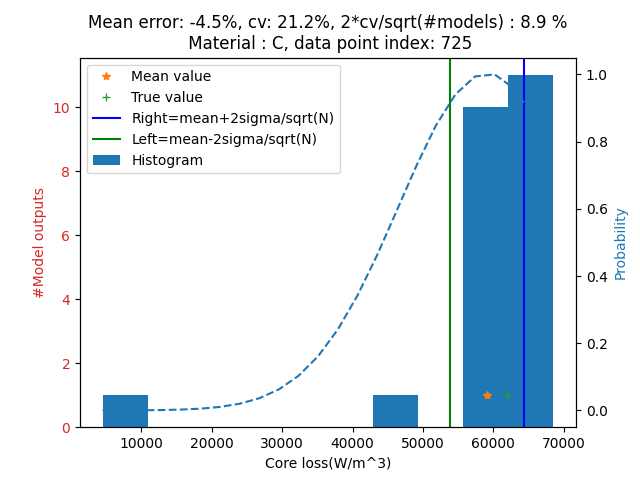 Mean error: -4.5%, cv: 21.2%, 2*cv/sqrt(#models) : 8.9 %
Material : C, data point index: 725
Mean value
True value
Right=mean+2sigma/sqrt(N)
Left=mean-2sigma/sqrt(N)
Histogram
#Model outputs
10
8
6
4
2
0
1.0
0.8
0.6
0.4
0.2
0.0
Probability
10000 20000 30000 40000 50000 60000 70000
Core loss(W/m^3)